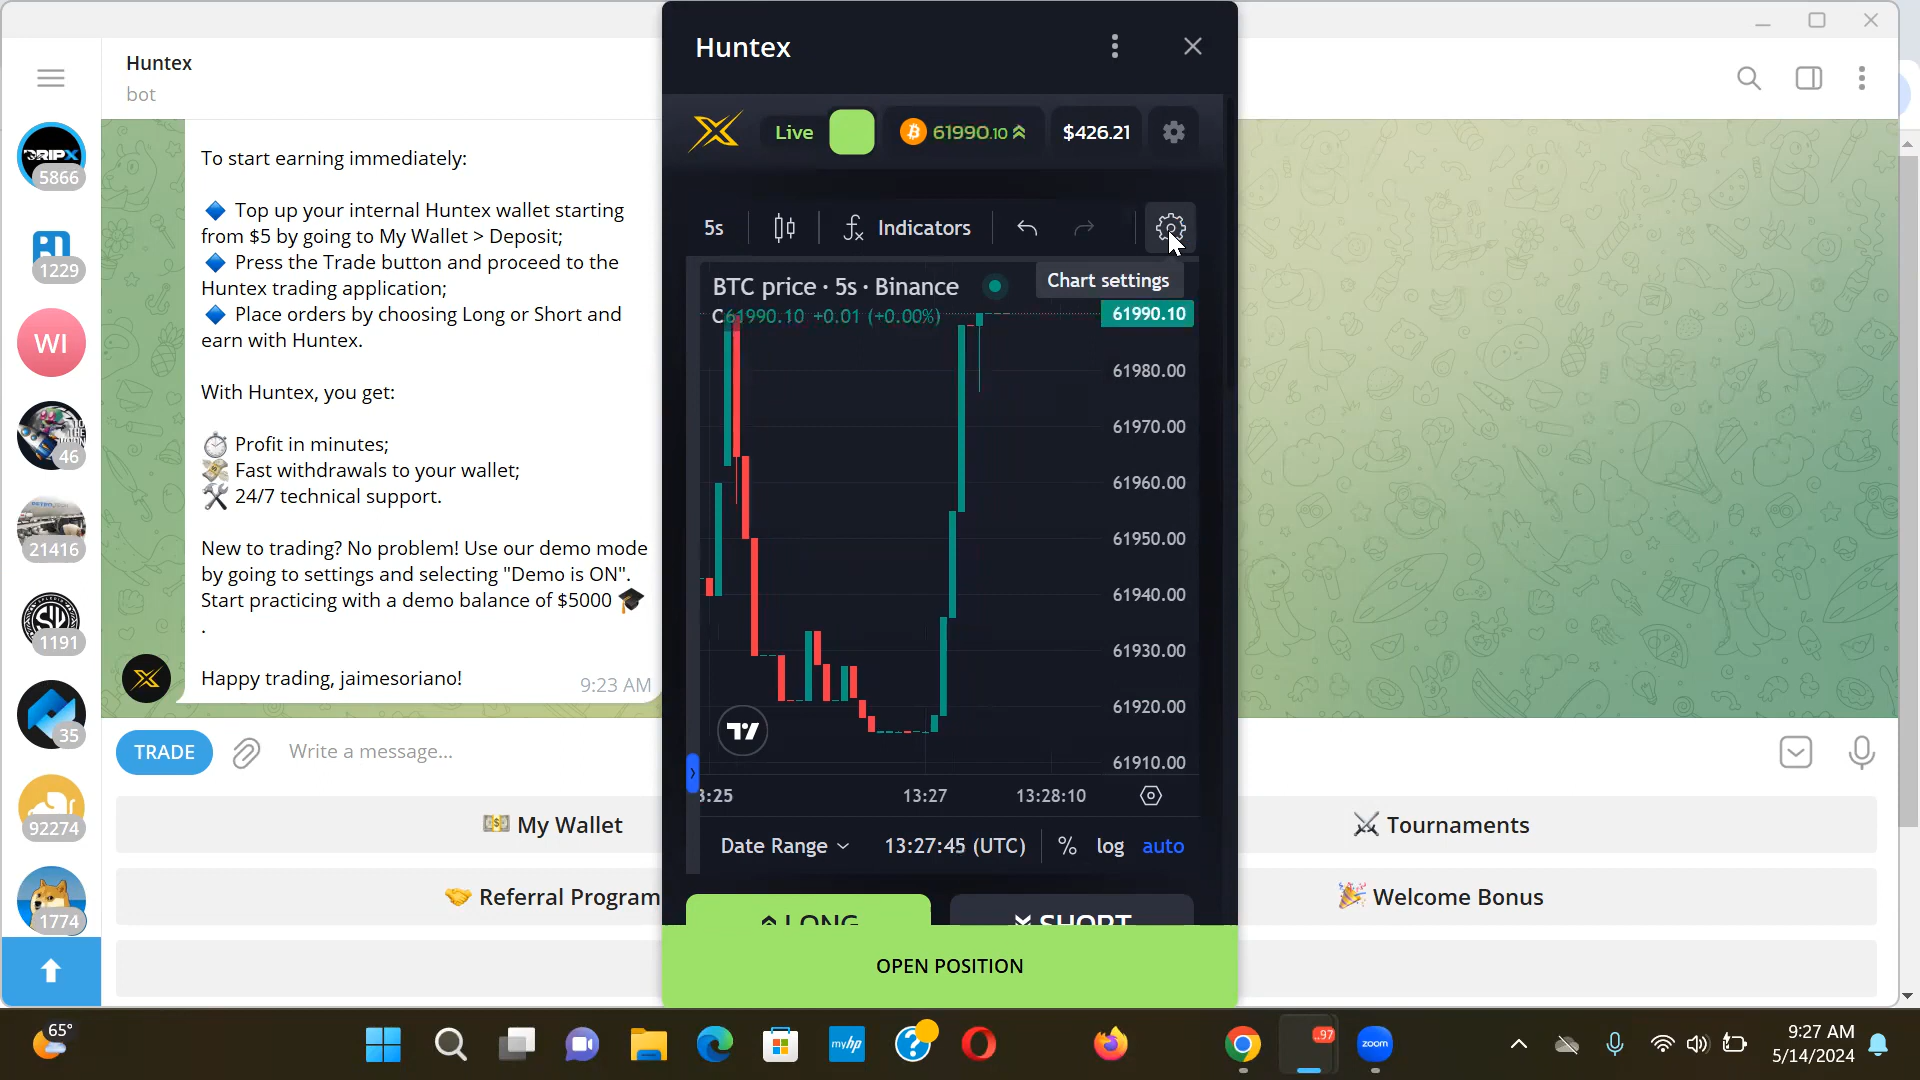 Huntex
bot
5866
1229
WI
46
21416
1191
35
92274
1774
To start earning immediately:
🔷 Top up your internal Huntex wallet starting
from $5 by going to My Wallet > Deposit;
🔷 Press the Trade button and proceed to the
Huntex trading application;
🔷 Place orders by choosing Long or Short and
earn with Huntex.
With Huntex, you get:
⏱ Profit in minutes;
💸 Fast withdrawals to your wallet;
🛠 24/7 technical support.
New to trading? No problem! Use our demo mode
by going to settings and selecting "Demo is ON".
Start practicing with a demo balance of $5000 🎓
.
Happy trading, jaimesoriano!
9:23 AM
TRADE
Write a message...
💵 My Wallet
⚔ Tournaments
🤝 Referral Program
🎉 Welcome Bonus
Huntex
Live
61990.10
$426.21
5s
Indicators
BTC price · 5s · Binance
Chart settings
C61990.10 +0.01 (+0.00%)
61990.10
61980.00
61970.00
61960.00
61950.00
61940.00
61930.00
61920.00
61910.00
3:25
13:27
13:28:10
Date Range
13:27:45 (UTC)
%
log
auto
LONG
SHORT
OPEN POSITION
65°
myhp
.97
zoom
9:27 AM
5/14/2024